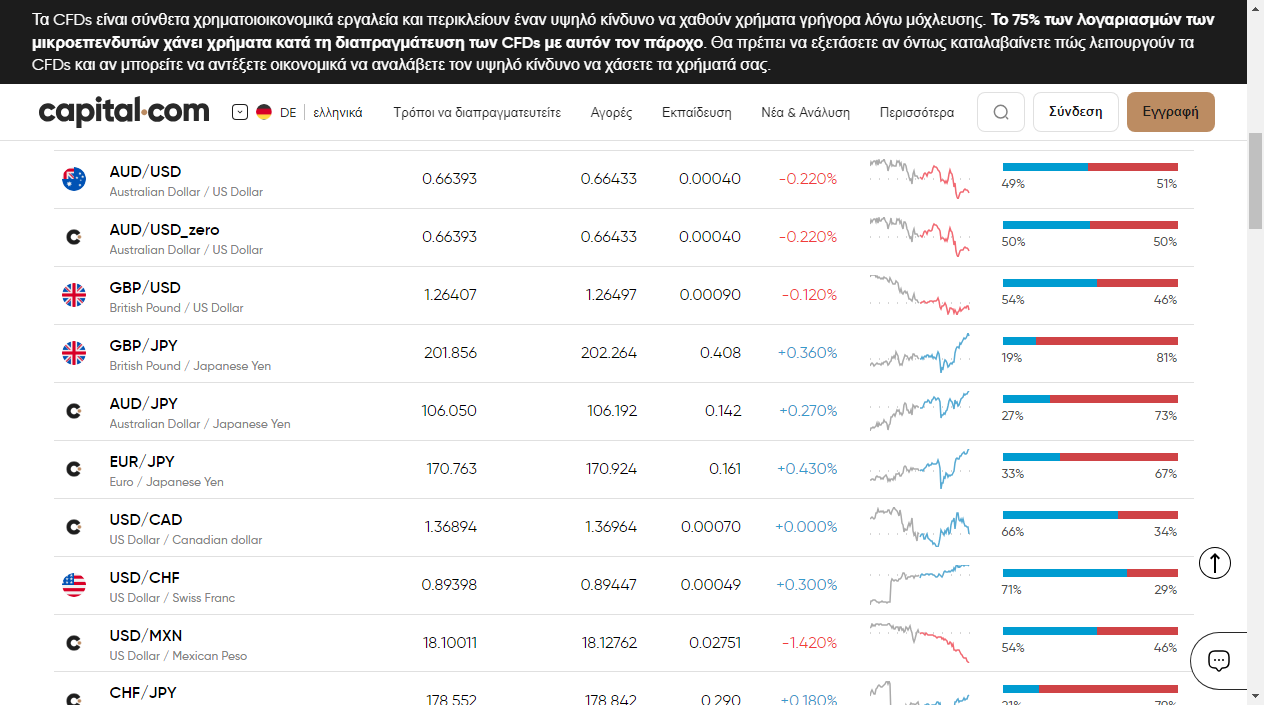 Τα CFDs είναι σύνθετα χρηματοιοικονομικά εργαλεία και περικλείουν έναν υψηλό κίνδυνο να χαθούν χρήματα γρήγορα λόγω μόχλευσης. Το 75% των λογαριασμών των
μικροεπενδυτών χάνει χρήματα κατά τη διαπραγμάτευση των CFDs με αυτόν τον πάροχο. Θα πρέπει να εξετάσετε αν όντως καταλαβαίνετε πώς λειτουργούν τα
CFDs και αν μπορείτε να αντέξετε οικονομικά να αναλάβετε τον υψηλό κίνδυνο να χάσετε τα χρήματά σας.
capital.com DE ελληνικά Τρόποι να διαπραγματευτείτε Αγορές Εκπαίδευση Νέα & Ανάλυση Περισσότερα Σύνδεση Εγγραφή
AUD/USD 0.66393 0.66433 0.00040 -0.220%
Australian Dollar / US Dollar 49% 51%
AUD/USD_zero 0.66393 0.66433 0.00040 -0.220%
Australian Dollar / US Dollar 50% 50%
GBP/USD 1.26407 1.26497 0.00090 -0.120%
British Pound / US Dollar 54% 46%
GBP/JPY 201.856 202.264 0.408 +0.360%
British Pound / Japanese Yen 19% 81%
AUD/JPY 106.050 106.192 0.142 +0.270%
Australian Dollar / Japanese Yen 27% 73%
EUR/JPY 170.763 170.924 0.161 +0.430%
Euro / Japanese Yen 33% 67%
USD/CAD 1.36894 1.36964 0.00070 +0.000%
US Dollar / Canadian dollar 66% 34%
USD/CHF 0.89398 0.89447 0.00049 +0.300%
US Dollar / Swiss Franc 71% 29%
USD/MXN 18.10011 18.12762 0.02751 -1.420%
US Dollar / Mexican Peso 54% 46%
CHF/JPY 178.552 178.842 0.290 +0.180%